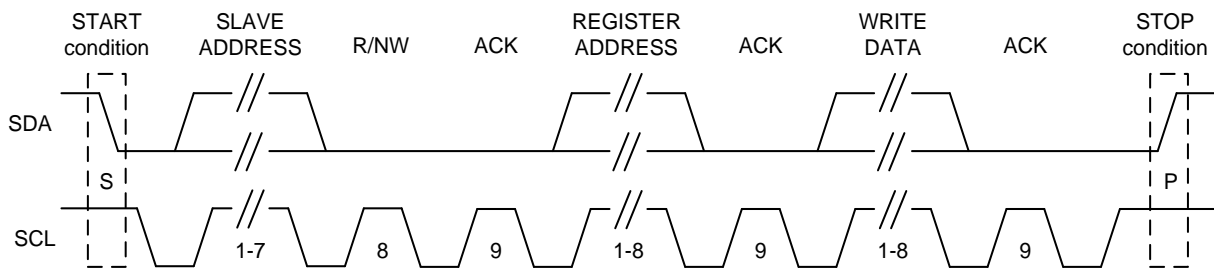 START condition
SLAVE ADDRESS
R/NW
ACK
REGISTER ADDRESS
ACK
WRITE DATA
ACK
STOP condition
SDA
S
P
SCL
1-7
8
9
1-8
9
1-8
9